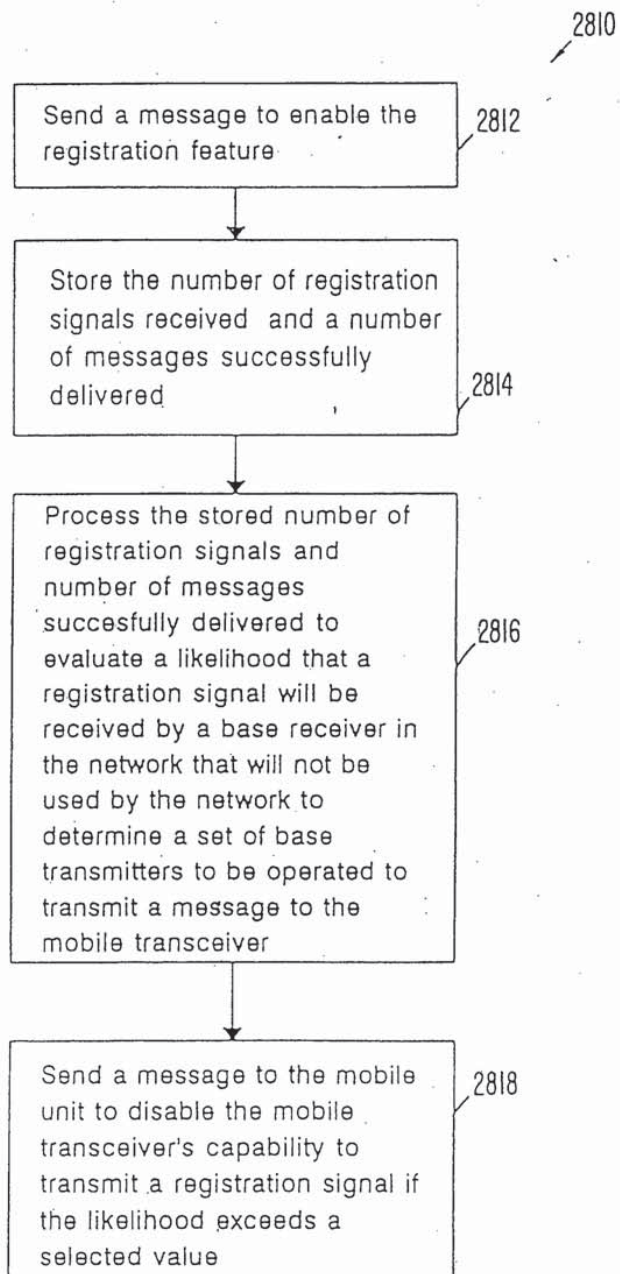 2810
Send a message to enable the
registration feature
2812
Store the number of registration
signals received and a number
of messages successfully
delivered
2814
Process the stored number of
registration signals and
number of messages
succesfully delivered to
evaluate a likelihood that a
registration signal will be
received by a base receiver in
the network that will not be
used by the network to
determine a set of base
transmitters to be operated to
transmit a message to the
mobile transceiver
2816
Send a message to the mobile
unit to disable the mobile
transceiver's capability to
transmit a registration signal if
the likelihood exceeds a
selected value
2818